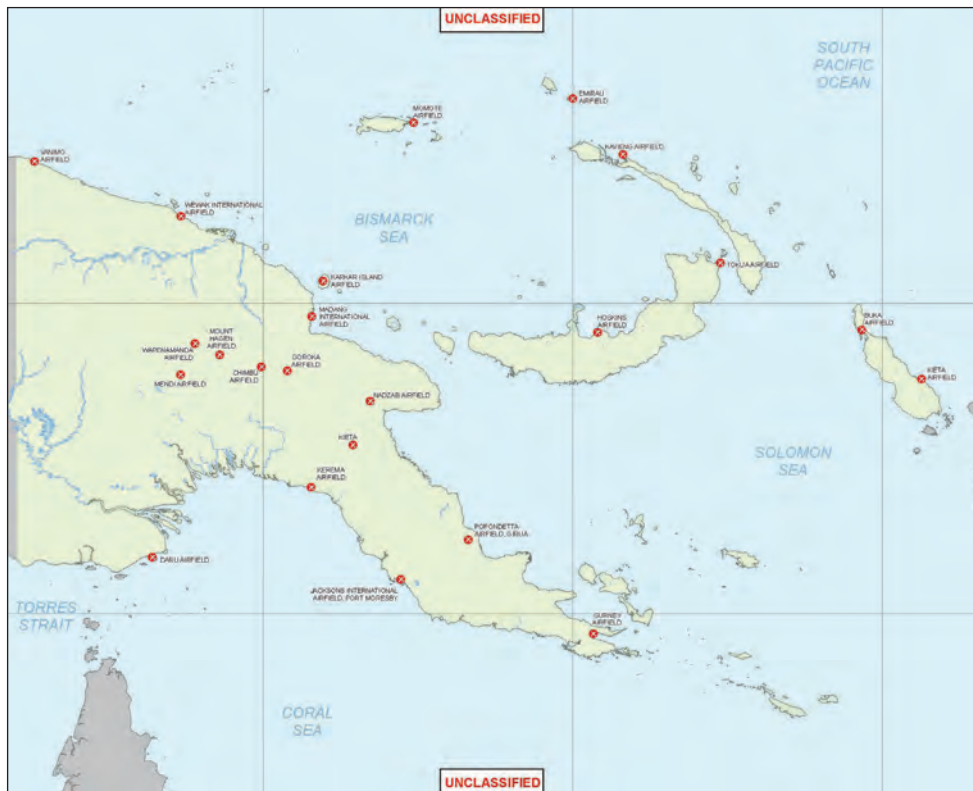 UNCLASSIFIED
SOUTH
PACIFIC
OCEAN
EMIRAU
AIRFIELD
MOMOTE
AIRFIELD
KAVIENG AIRFIELD
VANIMO
AIRFIELD
WEWAK INTERNATIONAL
AIRFIELD
BISMARCK
SEA
TOKUA AIRFIELD
KARKAR ISLAND
AIRFIELD
MADANG
INTERNATIONAL
AIRFIELD
HOSKINS
AIRFIELD
BUKA
AIRFIELD
MOUNT
HAGEN
AIRFIELD
WAPENAMANDA
AIRFIELD
GOROKA
AIRFIELD
CHIMBU
AIRFIELD
MENDI AIRFIELD
KIETA
AIRFIELD
NADZAB AIRFIELD
KIETA
SOLOMON
SEA
KEREMA
AIRFIELD
POPONDETTA
AIRFIELD, GIRUA
DARU AIRFIELD
JACKSONS INTERNATIONAL
AIRFIELD, PORT MORESBY
TORRES
STRAIT
GURNEY
AIRFIELD
CORAL
SEA
UNCLASSIFIED